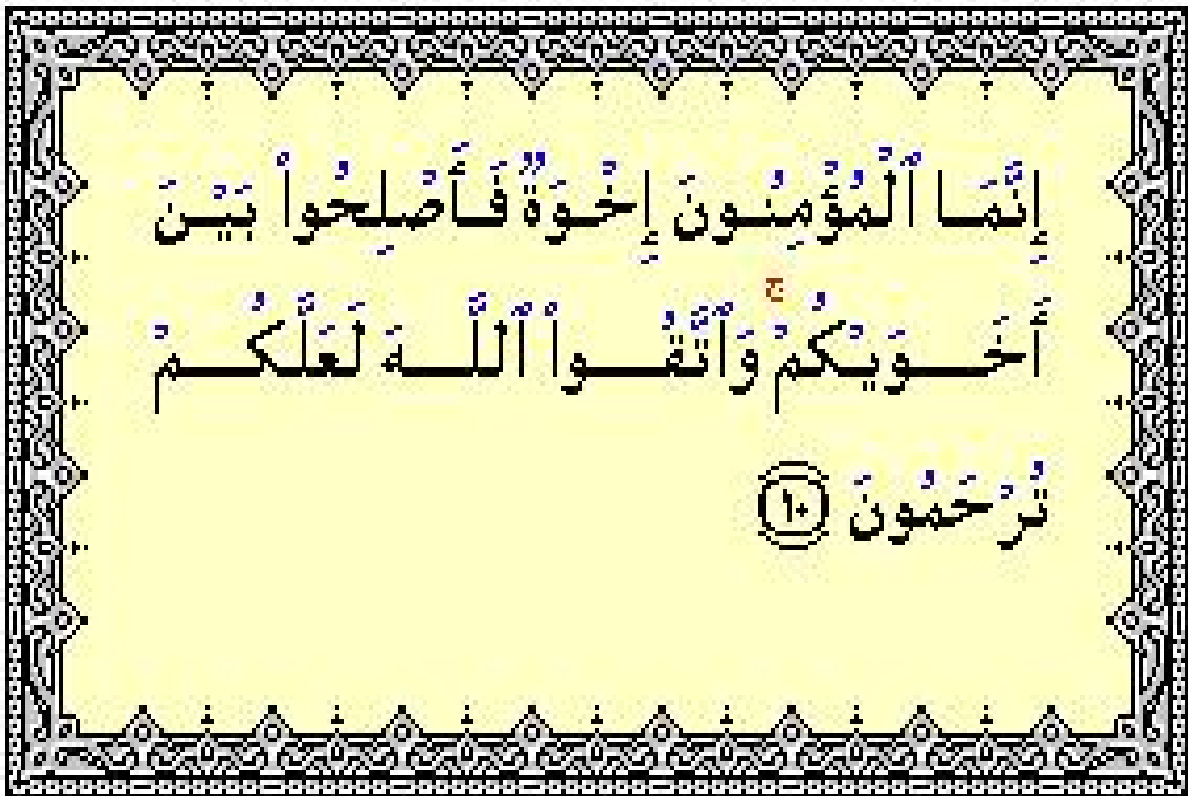 إِنَّمَا ٱلْمُؤْمِنُونَ إِخْوَةٌ فَأَصْلِحُوا۟ بَيْنَ
أَخَوَيْكُمْ ۚ وَٱتَّقُوا۟ ٱللَّهَ لَعَلَّكُمْ
تُرْحَمُونَ ١٠